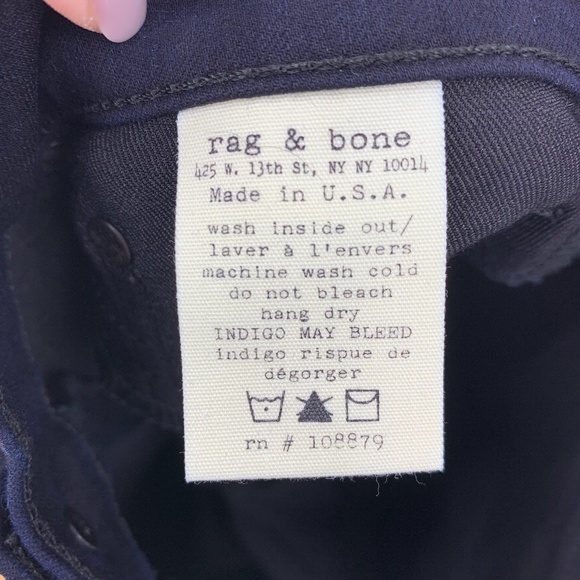 rag & bone
425 W. 13th St, NY NY 10014
Made in U.S.A.
wash inside out/
laver à l'envers
machine wash cold
do not bleach
hang dry
INDIGO MAY BLEED
indigo rispue de
dégorger
rn # 108879